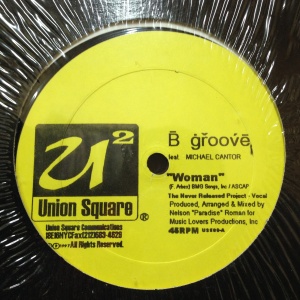 B groove
feat. MICHAEL CANTOR
"Woman"
BMG Songs, Inc / ASCAP
The Never Released Project - Vocal
Produced, Arranged & Mixed by
Nelson "Paradise" Roman for
Music Lovers Productions, Inc
45RPM
U2
Union Square ®
Union Square Communications
All Rights Reserved.